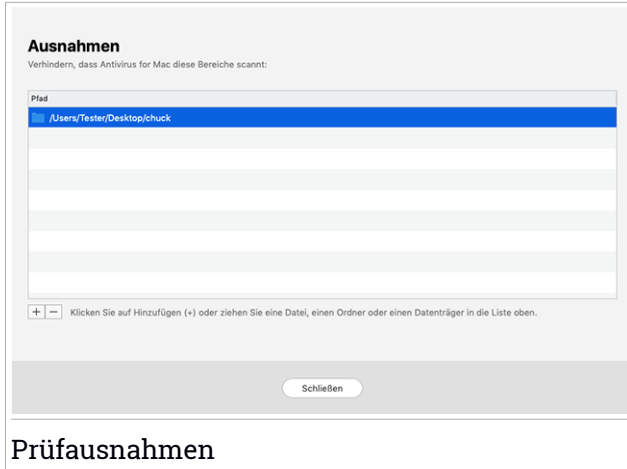 Ausnahmen
Verhindern, dass Antivirus for Mac diese Bereiche scannt:
Pfad
/Users/Tester/Desktop/chuck
+ − Klicken Sie auf Hinzufügen (+) oder ziehen Sie eine Datei, einen Ordner oder einen Datenträger in die Liste oben.
Schließen
Prüfausnahmen